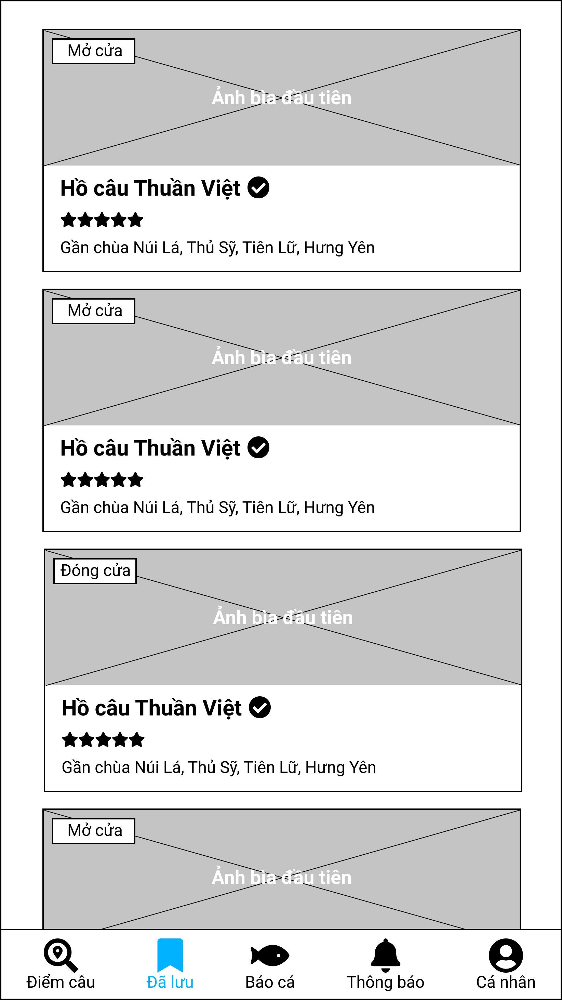 Mở cửa
Ảnh bìa đầu tiên
Hồ câu Thuần Việt
Gần chùa Núi Lá, Thủ Sỹ, Tiên Lữ, Hưng Yên
Mở cửa
Ảnh bìa đầu tiên
Hồ câu Thuần Việt
Gần chùa Núi Lá, Thủ Sỹ, Tiên Lữ, Hưng Yên
Đóng cửa
Ảnh bìa đầu tiên
Hồ câu Thuần Việt
Gần chùa Núi Lá, Thủ Sỹ, Tiên Lữ, Hưng Yên
Mở cửa
Ảnh bìa đầu tiên
Điểm câu Đã lưu Báo cá Thông báo Cá nhân